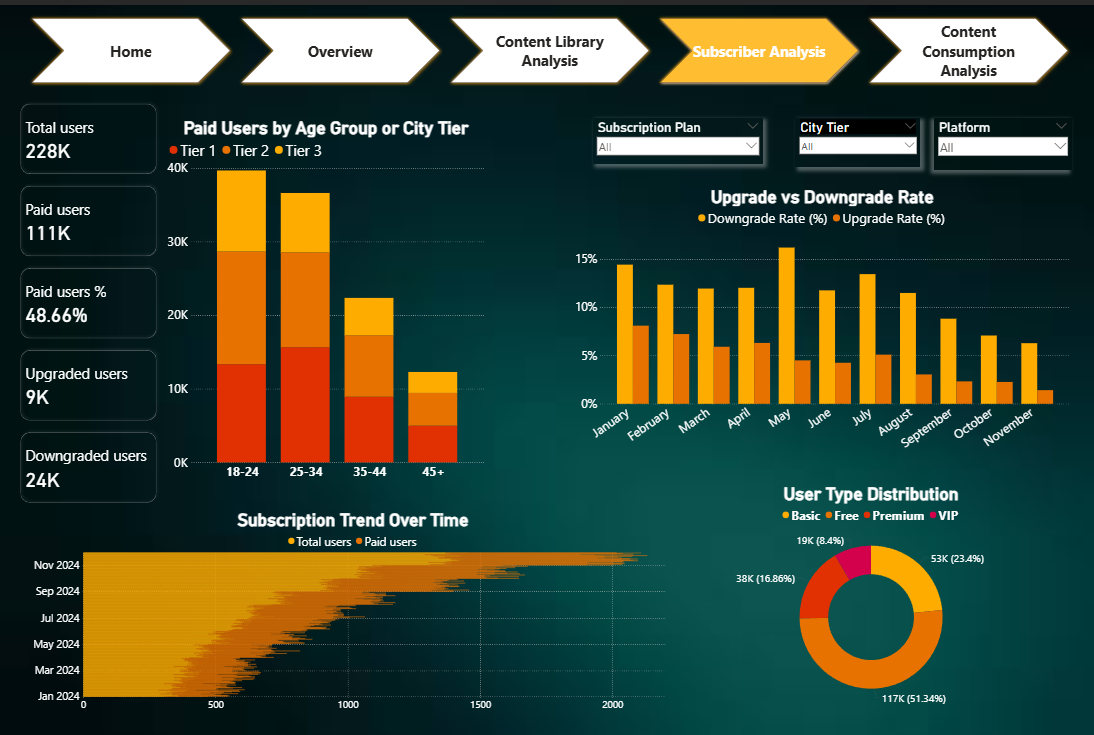 Home
Overview
Content Library
Analysis
Subscriber Analysis
Content
Consumption
Analysis
Total users
228K
Paid users
111K
Paid users %
48.66%
Upgraded users
9K
Downgraded users
24K
Paid Users by Age Group or City Tier
Tier 1 Tier 2 Tier 3
40K
30K
20K
10K
0K
18-24 25-34 35-44 45+
Subscription Plan
All
City Tier
All
Platform
All
Upgrade vs Downgrade Rate
Downgrade Rate (%) Upgrade Rate (%)
15%
10%
5%
0%
January February March April May June July August September October November
Subscription Trend Over Time
Total users Paid users
Nov 2024
Sep 2024
Jul 2024
May 2024
Mar 2024
Jan 2024
0 500 1000 1500 2000
User Type Distribution
Basic Free Premium VIP
19K (8.4%)
53K (23.4%)
38K (16.86%)
117K (51.34%)